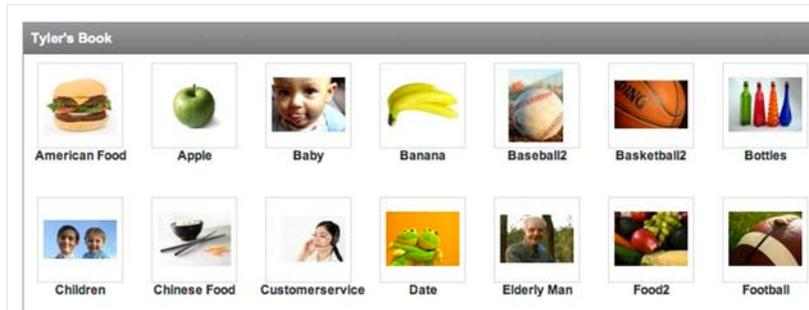 Tyler's Book
American Food Apple Baby Banana Baseball2 Basketball2 Bottles
Children Chinese Food Customerservice Date Elderly Man Food2 Football